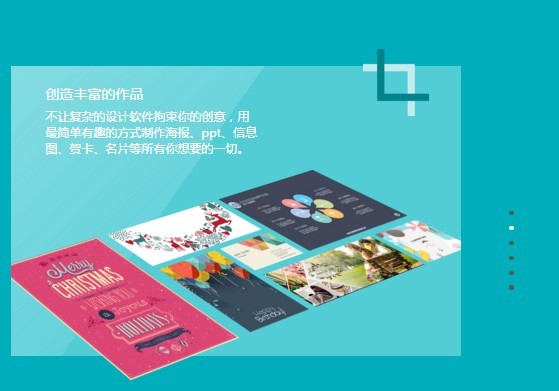 创造丰富的作品
不让复杂的设计软件拘束你的创意，用
最简单有趣的方式制作海报、ppt、信息
图、贺卡、名片等所有你想要的一切。
Merry
CHRISTMAS
HOLIDAYS
Happy
Birthday